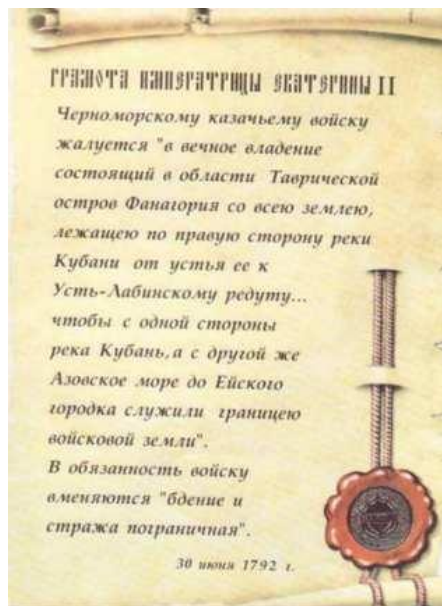 ГРАМОТА ИМПЕРАТРИЦЫ ЕКАТЕРИНЫ II
Черноморскому казачьему войску
жалуется "в вечное владение
состоящий в области Таврической
остров Фанагория со всею землею,
лежащею по правую сторону реки
Кубани от устья ее к
Усть-Лабинскому редуту...
чтобы с одной стороны
река Кубань, а с другой же
Азовское море до Ейского
городка служили границею
войсковой земли".
В обязанность войску
вменяются "бдение и
стража пограничная".
30 июня 1792 г.